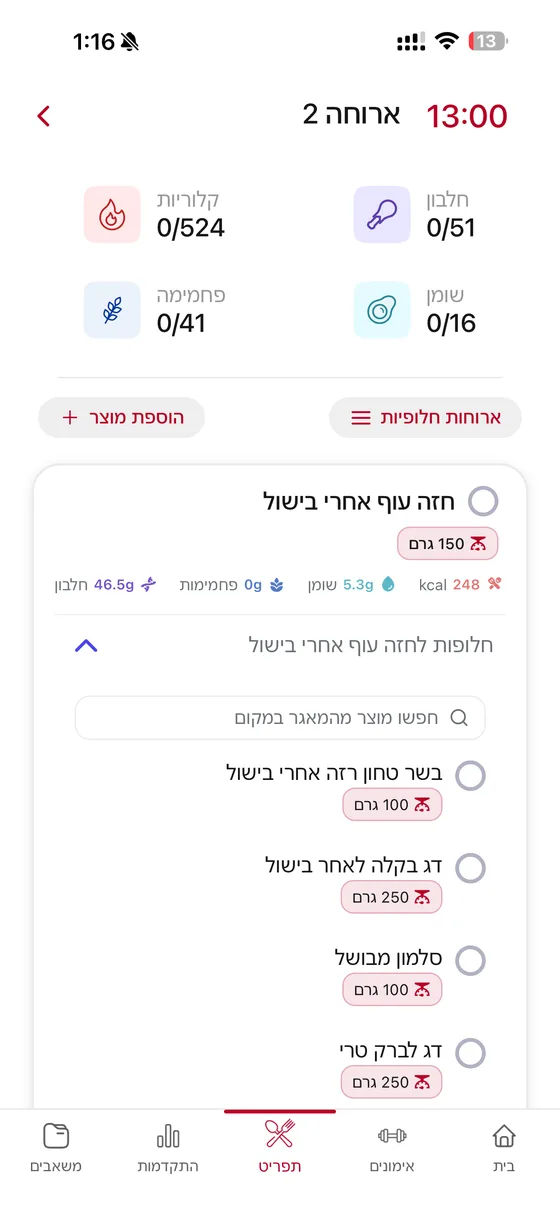 1:16
13
13:00 ארוחה 2
חלבון
0/51
קלוריות
0/524
שומן
0/16
פחמימה
0/41
ארוחות חלופיות
הוספת מוצר +
חזה עוף אחרי בישול
150 גרם
248 kcal 5.3g שומן 0g פחמימות 46.5g חלבון
חלופות לחזה עוף אחרי בישול
חפשו מוצר מהמאגר במקום
בשר טחון רזה אחרי בישול
100 גרם
דג בקלה לאחר בישול
250 גרם
סלמון מבושל
100 גרם
דג לברק טרי
250 גרם
בית אימונים תפריט התקדמות משאבים